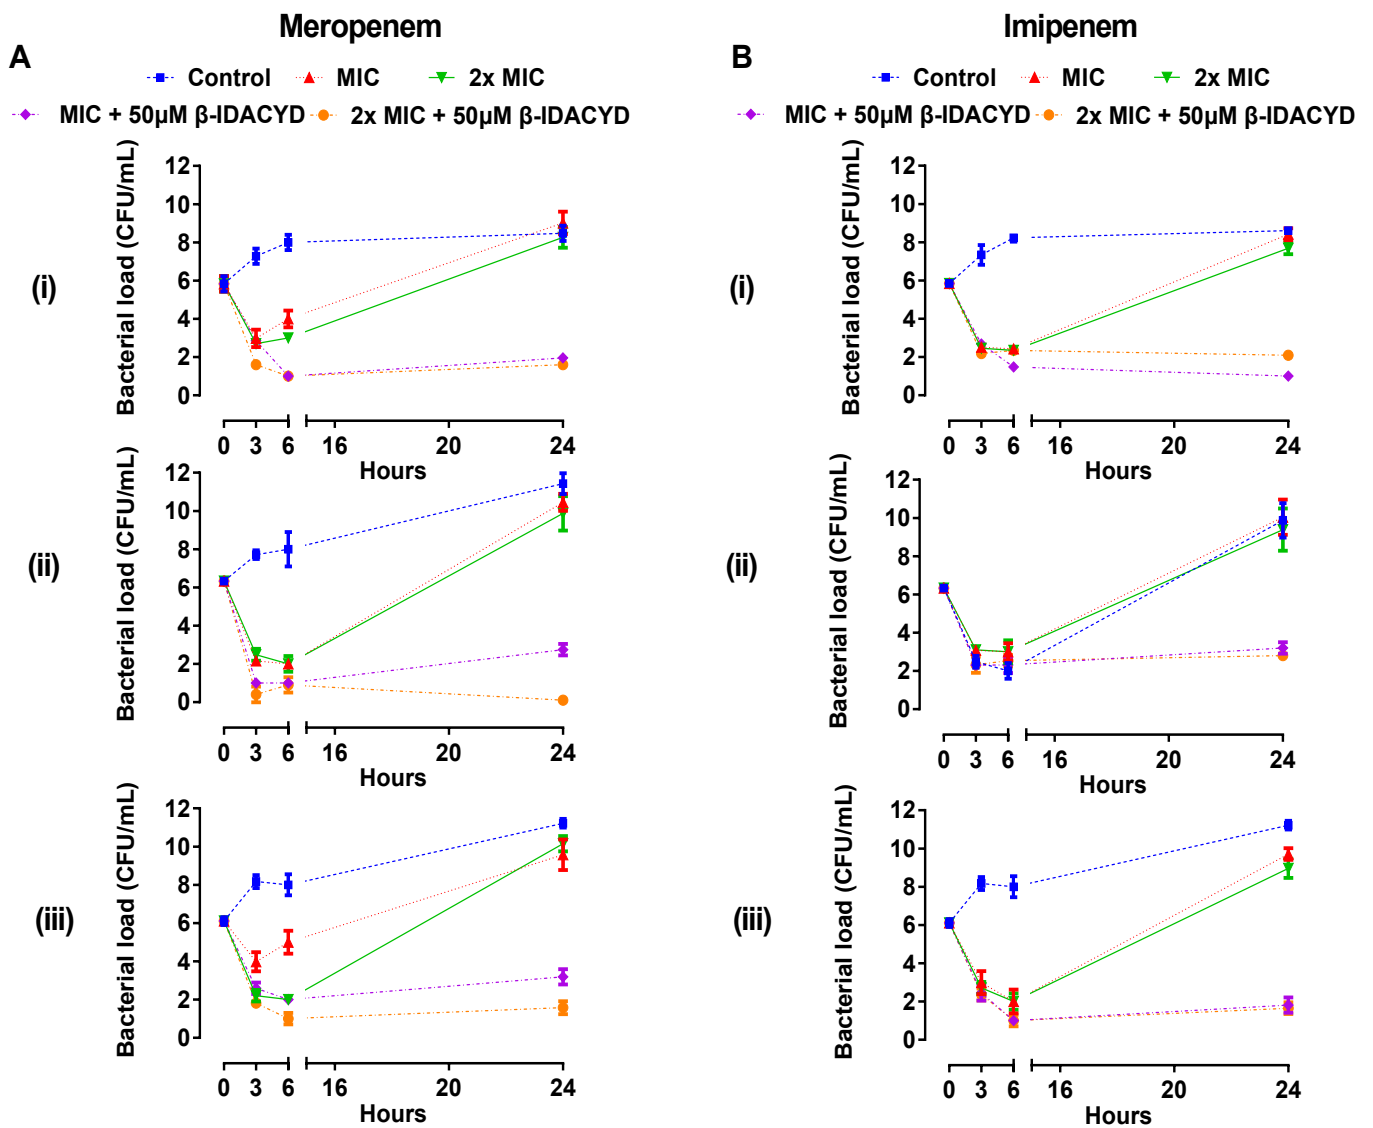 Meropenem
A
Control MIC 2x MIC
MIC + 50µM β-IDACYD 2x MIC + 50µM β-IDACYD
(i)
Bacterial load (CFU/mL)
12
10
8
6
4
2
0
0 3 6 16 20 24
Hours
(ii)
Bacterial load (CFU/mL)
12
10
8
6
4
2
0
0 3 6 16 20 24
Hours
(iii)
Bacterial load (CFU/mL)
12
10
8
6
4
2
0
0 3 6 16 20 24
Hours
Imipenem
B
Control MIC 2x MIC
MIC + 50µM β-IDACYD 2x MIC + 50µM β-IDACYD
(i)
Bacterial load (CFU/mL)
12
10
8
6
4
2
0
0 3 6 16 20 24
Hours
(ii)
Bacterial load (CFU/mL)
12
10
8
6
4
2
0
0 3 6 16 20 24
Hours
(iii)
Bacterial load (CFU/mL)
12
10
8
6
4
2
0
0 3 6 16 20 24
Hours